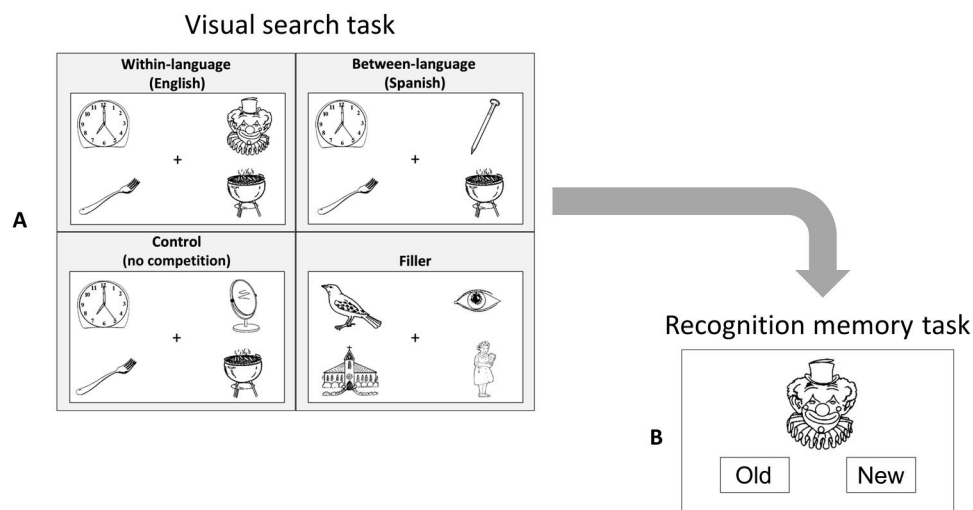 Visual search task
Within-language
(English)
Between-language
(Spanish)
+
+
A
Control
(no competition)
Filler
+
+
Recognition memory task
B
Old
New